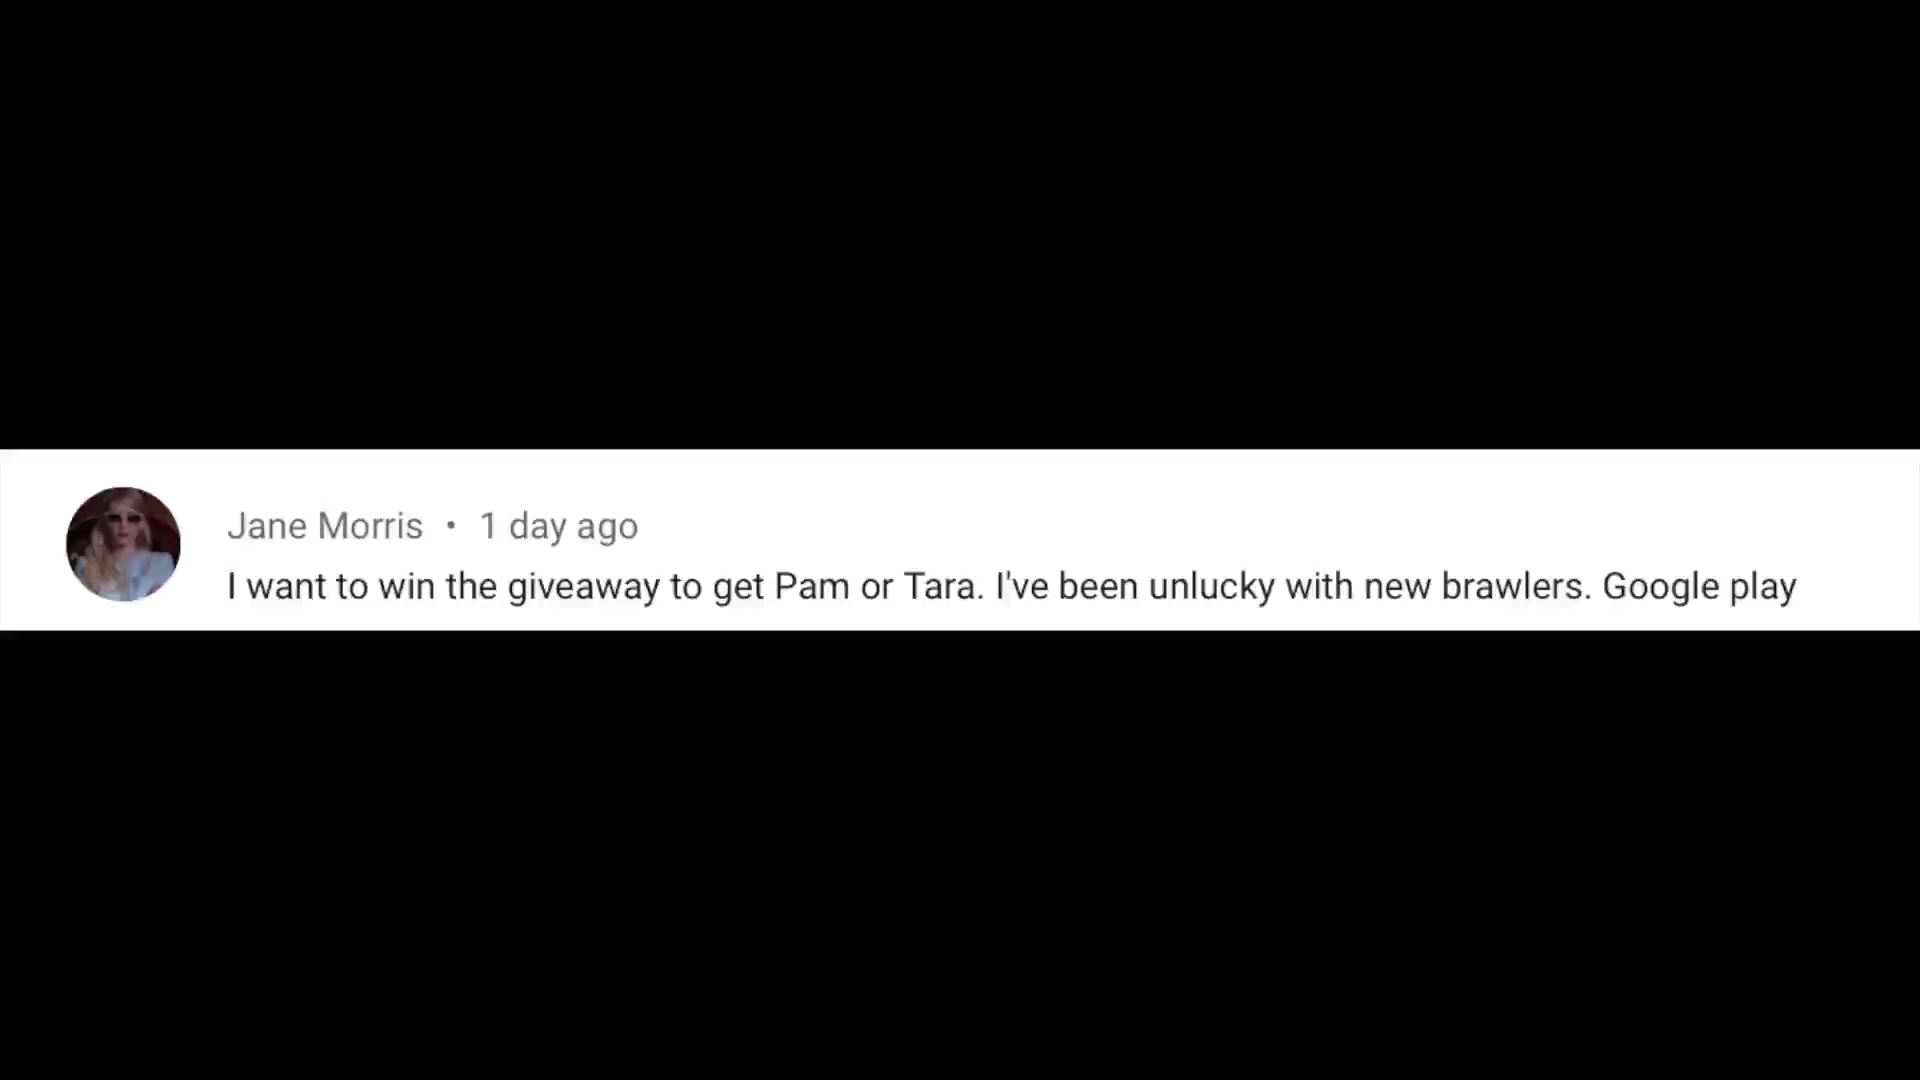 Jane Morris • 1 day ago
I want to win the giveaway to get Pam or Tara. I've been unlucky with new brawlers. Google play